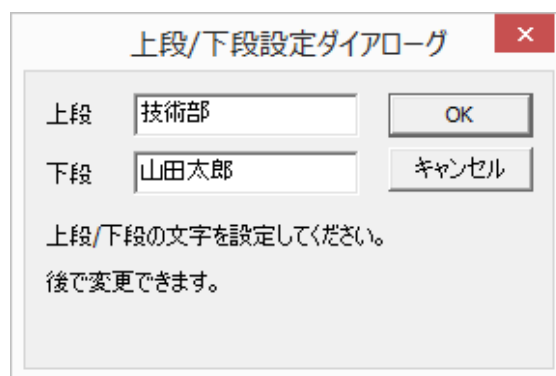 上段/下段設定ダイアローグ
上段 技術部 OK
下段 山田太郎 キャンセル
上段/下段の文字を設定してください。
後で変更できます。